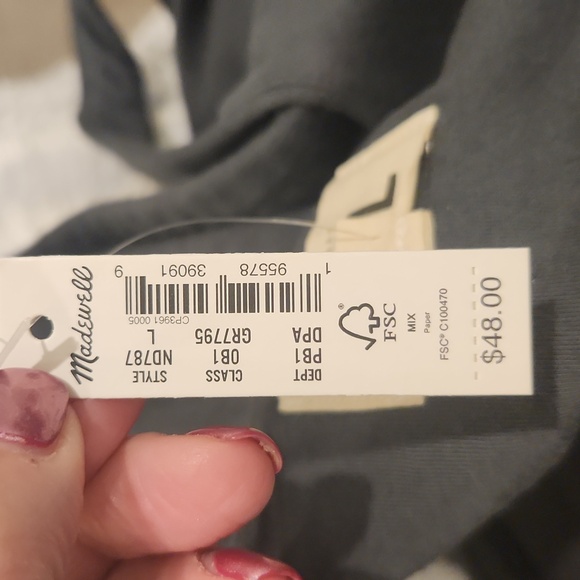 Madewell
DEPT CLASS STYLE
PB1 0B1 ND787
DPA GR7795 L
CP3961 0005
1 95578 39091 9
FSC®
MIX
Paper
FSC® C100470
$48.00
L